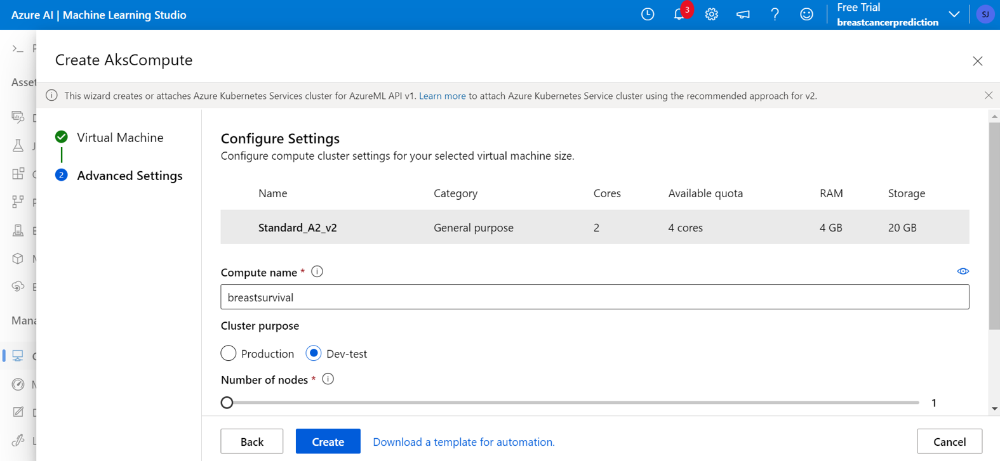 Azure AI | Machine Learning Studio
3
Free Trial
breastcancerprediction
SJ
Create AksCompute
This wizard creates or attaches Azure Kubernetes Services cluster for AzureML API v1. Learn more to attach Azure Kubernetes Service cluster using the recommended approach for v2.
Virtual Machine
2 Advanced Settings
Configure Settings
Configure compute cluster settings for your selected virtual machine size.
Name Category Cores Available quota RAM Storage
Standard_A2_v2 General purpose 2 4 cores 4 GB 20 GB
Compute name *
breastsurvival
Cluster purpose
Production Dev-test
Number of nodes *
1
Back Create Download a template for automation. Cancel